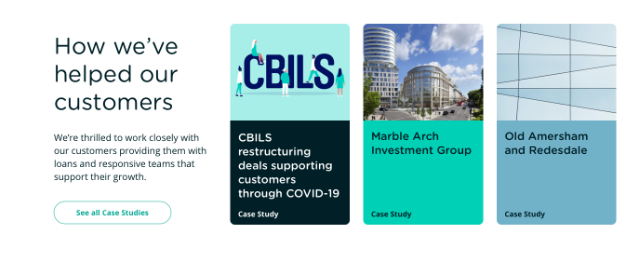 How we've
helped our
customers
We're thrilled to work closely with
our customers providing them with
loans and responsive teams that
support their growth.
See all Case Studies
CBILS
CBILS
restructuring
deals supporting
customers
through COVID-19
Case Study
Marble Arch
Investment Group
Case Study
Old Amersham
and Redesdale
Case Study